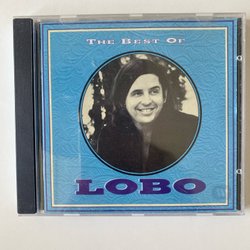 THE BEST OF
LOBO